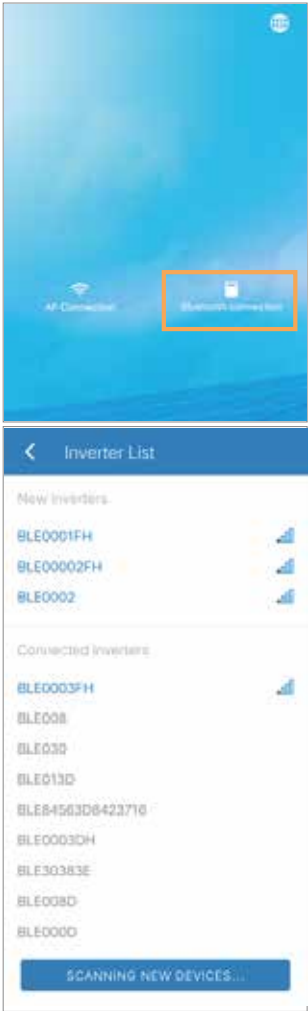 AP Connection
Bluetooth connection
Inverter List
New Inverters
BLE0001FH
BLE00002FH
BLE0002
Connected Inverters
BLE0003FH
BLE008
BLE030
BLE013D
BLE84563D6423716
BLE0003DH
BLE30383E
BLE008D
BLE000D
SCANNING NEW DEVICES...